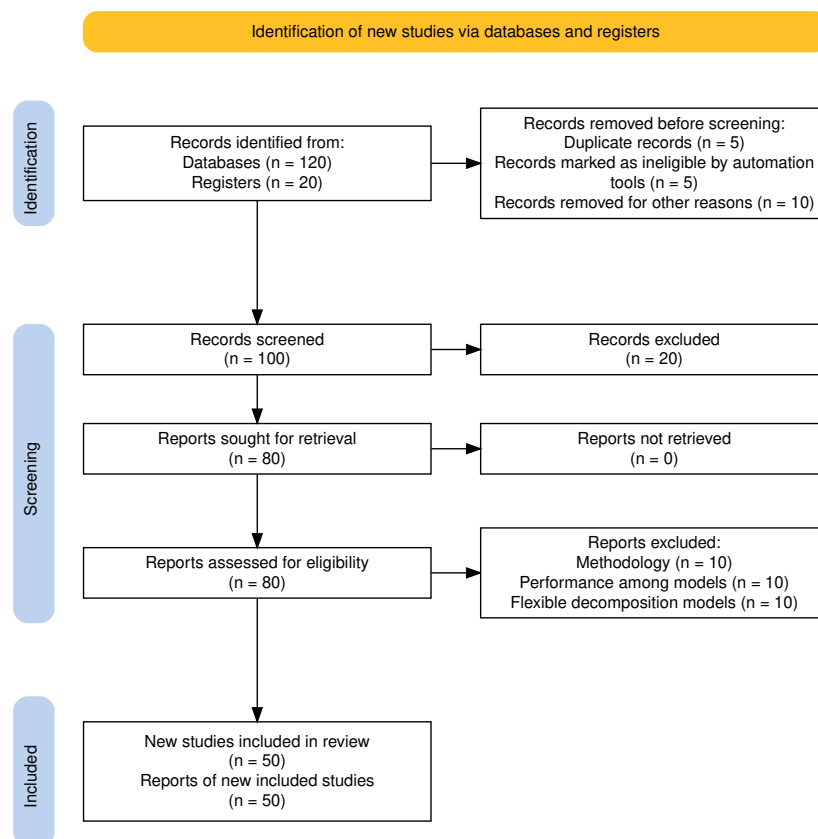 Identification of new studies via databases and registers
Identification
Records identified from:
Databases (n = 120)
Registers (n = 20)
Records removed before screening:
Duplicate records (n = 5)
Records marked as ineligible by automation
tools (n = 5)
Records removed for other reasons (n = 10)
Screening
Records screened
(n = 100)
Records excluded
(n = 20)
Reports sought for retrieval
(n = 80)
Reports not retrieved
(n = 0)
Reports assessed for eligibility
(n = 80)
Reports excluded:
Methodology (n = 10)
Performance among models (n = 10)
Flexible decomposition models (n = 10)
Included
New studies included in review
(n = 50)
Reports of new included studies
(n = 50)